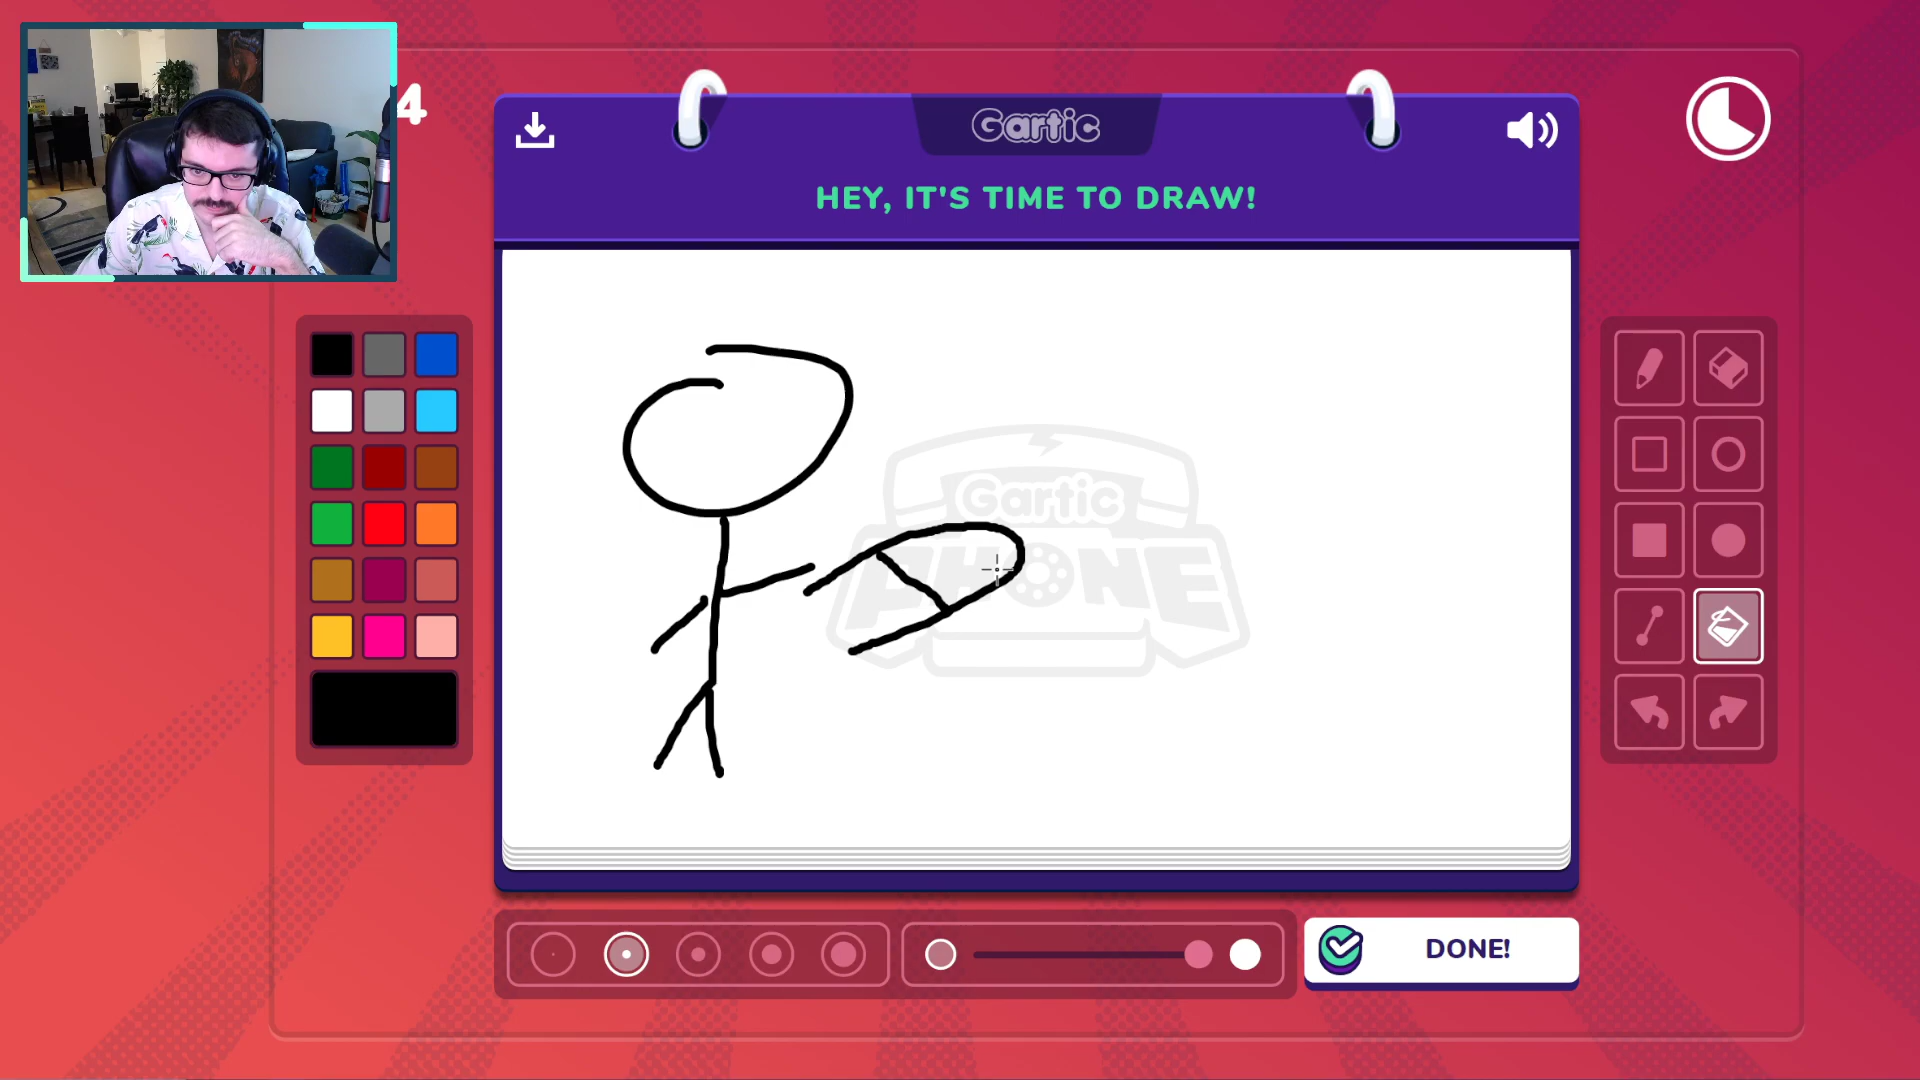 4
Gartic
HEY, IT'S TIME TO DRAW!
Gartic
PHONE
DONE!